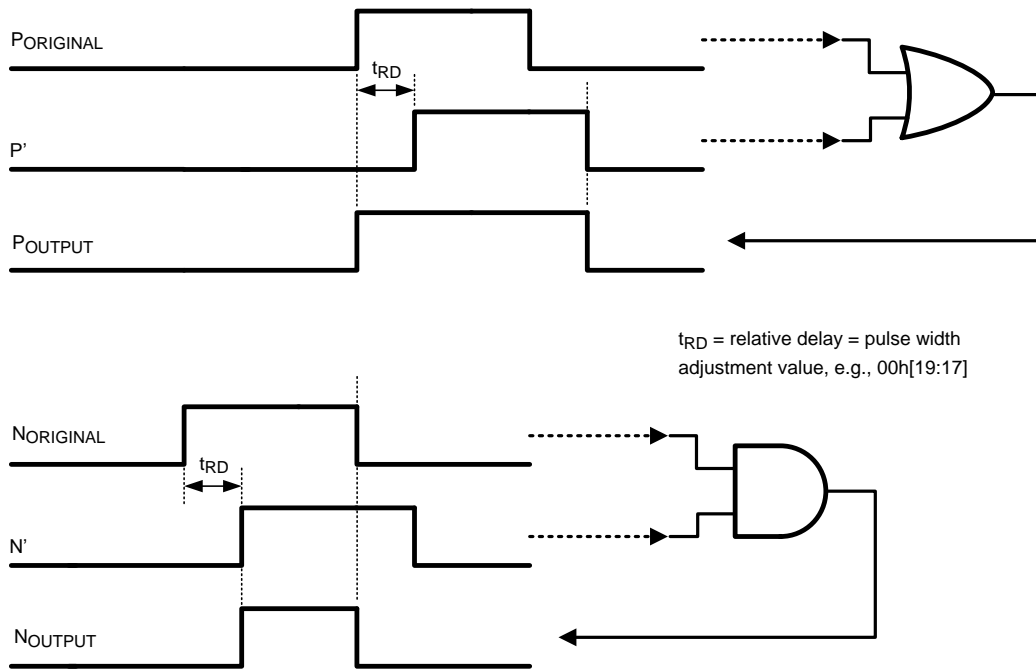 PORIGINAL
tRD
P'
POUTPUT
tRD = relative delay = pulse width
adjustment value, e.g., 00h[19:17]
NORIGINAL
tRD
N'
NOUTPUT